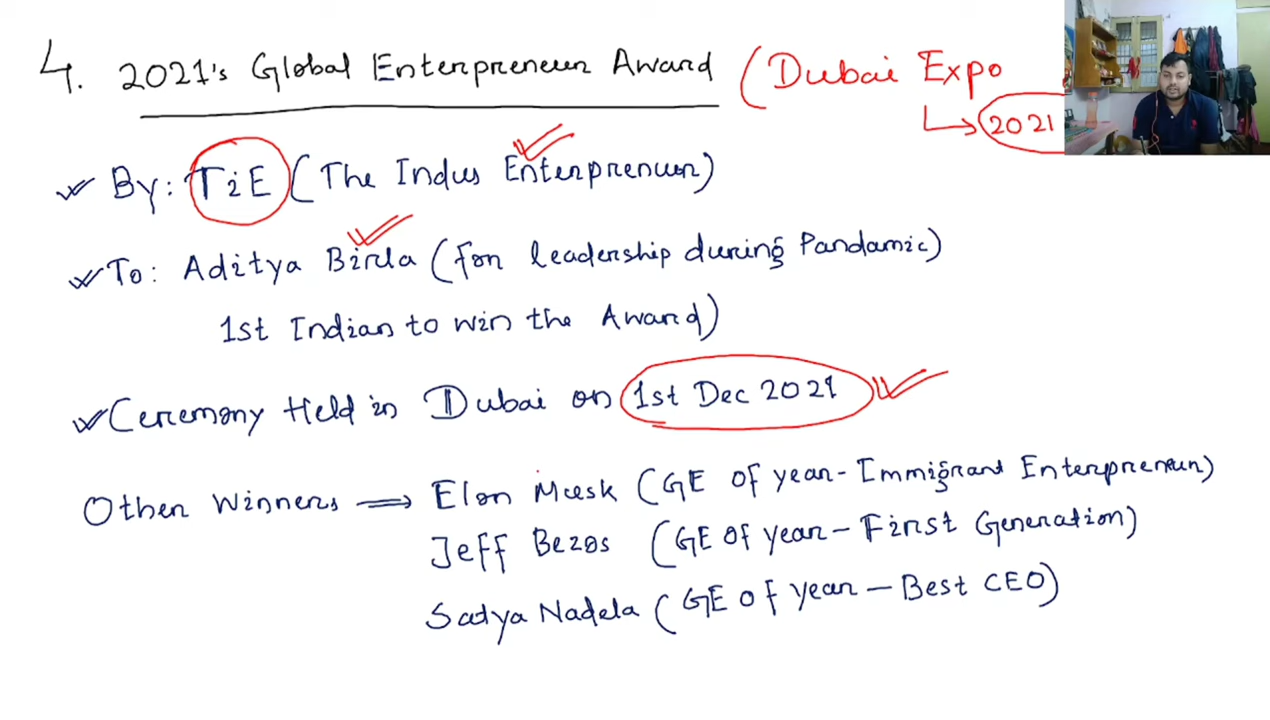 4. 2021's Global Enterpreneur Award (Dubai Expo
2021
By: TiE (The Indus Enterpreneur)
To: Aditya Birla (for leadership during Pandamic)
1st Indian to win the Award)
Ceremony Held in Dubai on 1st Dec 2021
Other Winners ⟹ Elon Musk (GE of year- Immigrant Enterpreneur)
Jeff Bezos (GE of year - First Generation)
Satya Nadela (GE of year - Best CEO)